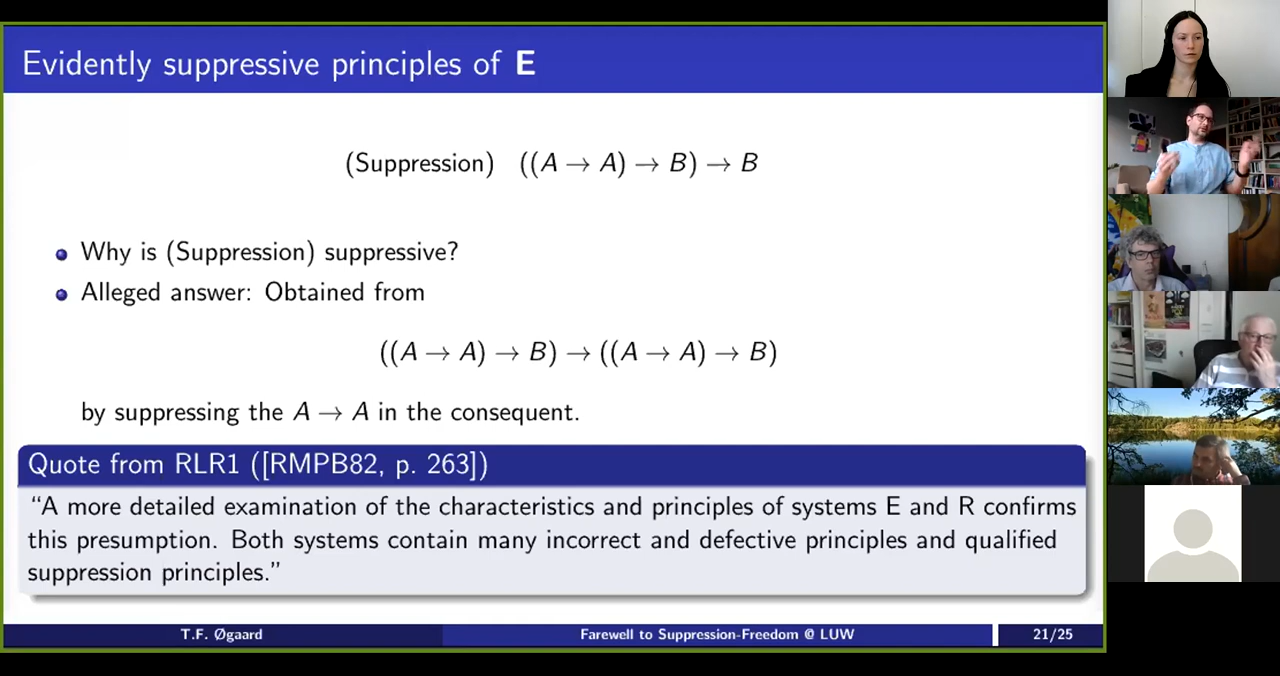 Evidently suppressive principles of E
(Suppression) ((A → A) → B) → B
Why is (Suppression) suppressive?
Alleged answer: Obtained from
((A → A) → B) → ((A → A) → B)
by suppressing the A → A in the consequent.
Quote from RLR1 ([RMPB82, p. 263])
“A more detailed examination of the characteristics and principles of systems E and R confirms
this presumption. Both systems contain many incorrect and defective principles and qualified
suppression principles.”
T.F. Øgaard Farewell to Suppression-Freedom @ LUW 21/25